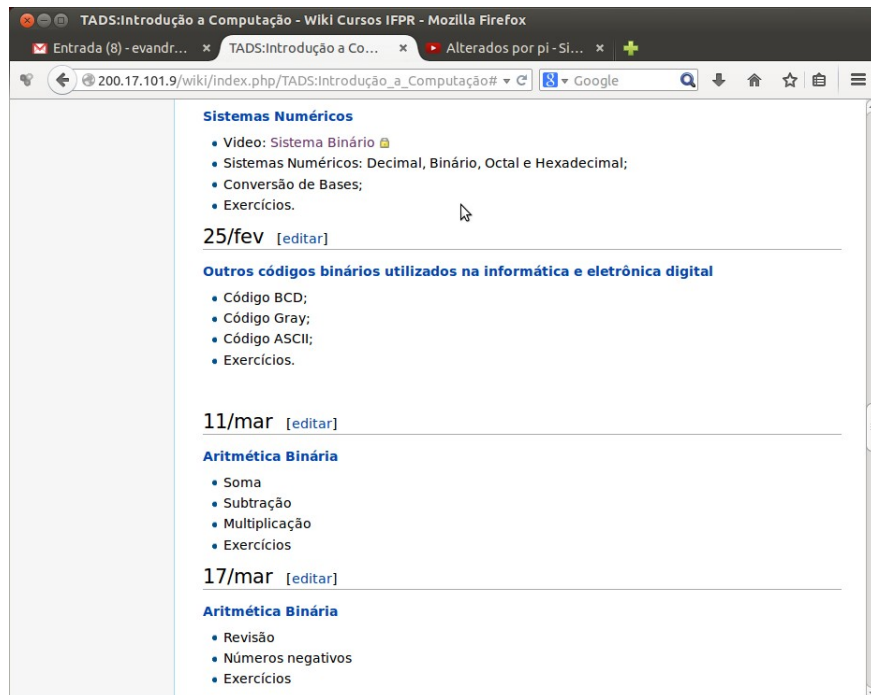 TADS:Introdução a Computação - Wiki Cursos IFPR - Mozilla Firefox
Entrada (8) - evandr... × TADS:Introdução a Co... × Alterados por pi - Si... ×
200.17.101.9/wiki/index.php/TADS:Introdução_a_Computação# 8 Google
Sistemas Numéricos
• Video: Sistema Binário
• Sistemas Numéricos: Decimal, Binário, Octal e Hexadecimal;
• Conversão de Bases;
• Exercícios.
25/fev [editar]
Outros códigos binários utilizados na informática e eletrônica digital
• Código BCD;
• Código Gray;
• Código ASCII;
• Exercícios.
11/mar [editar]
Aritmética Binária
• Soma
• Subtração
• Multiplicação
• Exercícios
17/mar [editar]
Aritmética Binária
• Revisão
• Números negativos
• Exercícios